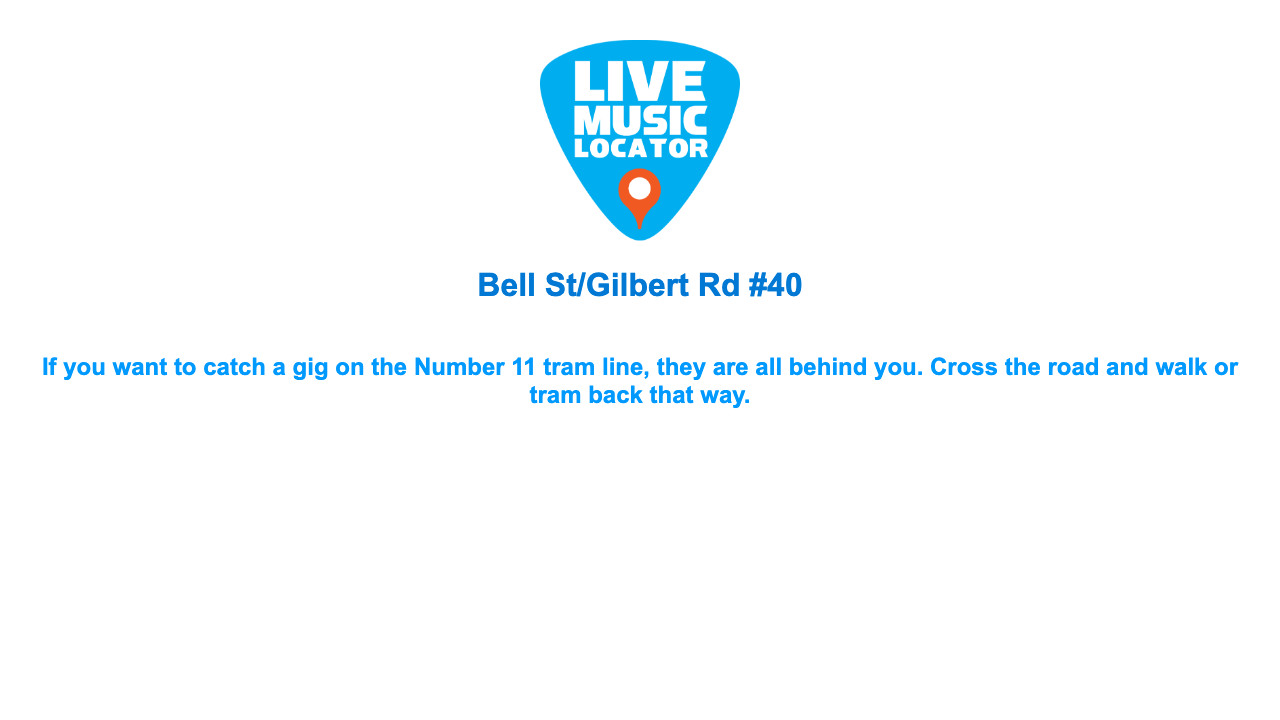 LIVE
MUSIC
LOCATOR
Bell St/Gilbert Rd #40
If you want to catch a gig on the Number 11 tram line, they are all behind you. Cross the road and walk or
tram back that way.